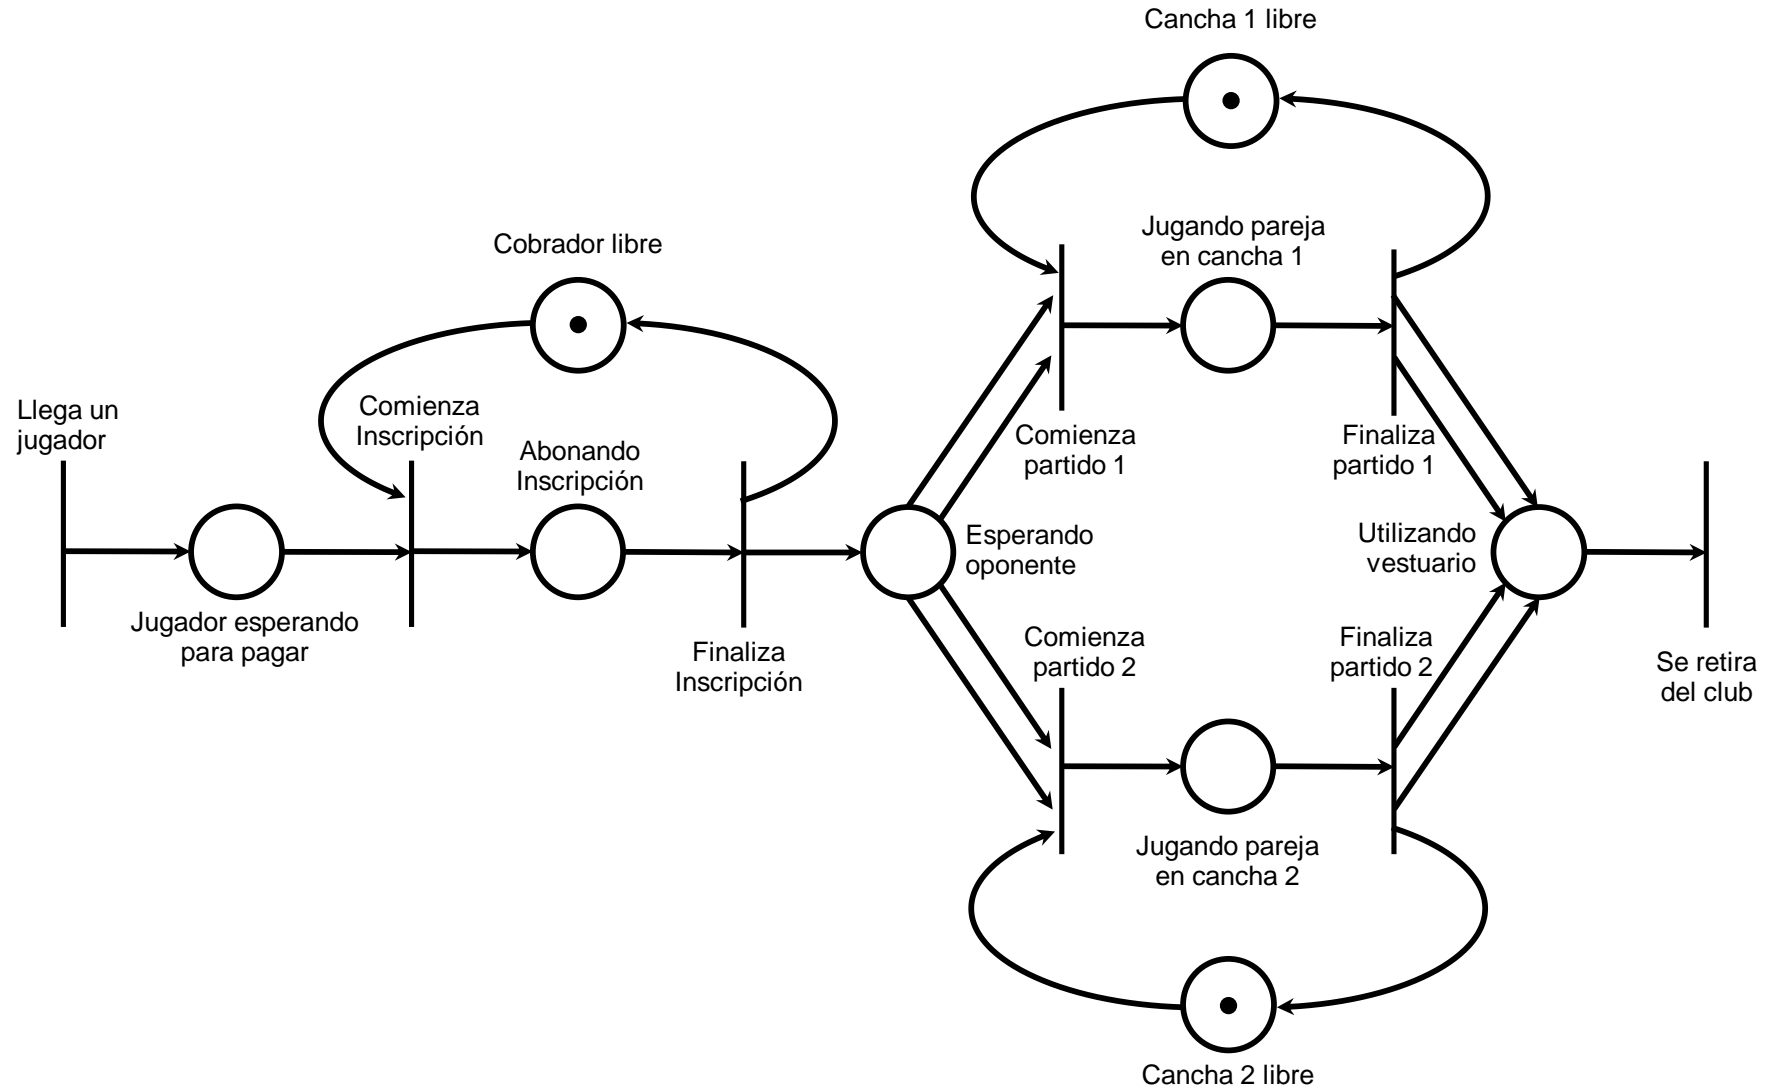 Cancha 1 libre
Jugando pareja
en cancha 1
Cobrador libre
Llega un
jugador
Comienza
Inscripción
Abonando
Inscripción
Comienza
partido 1
Finaliza
partido 1
Esperando
oponente
Utilizando
vestuario
Jugador esperando
para pagar
Finaliza
Inscripción
Comienza
partido 2
Finaliza
partido 2
Se retira
del club
Jugando pareja
en cancha 2
Cancha 2 libre